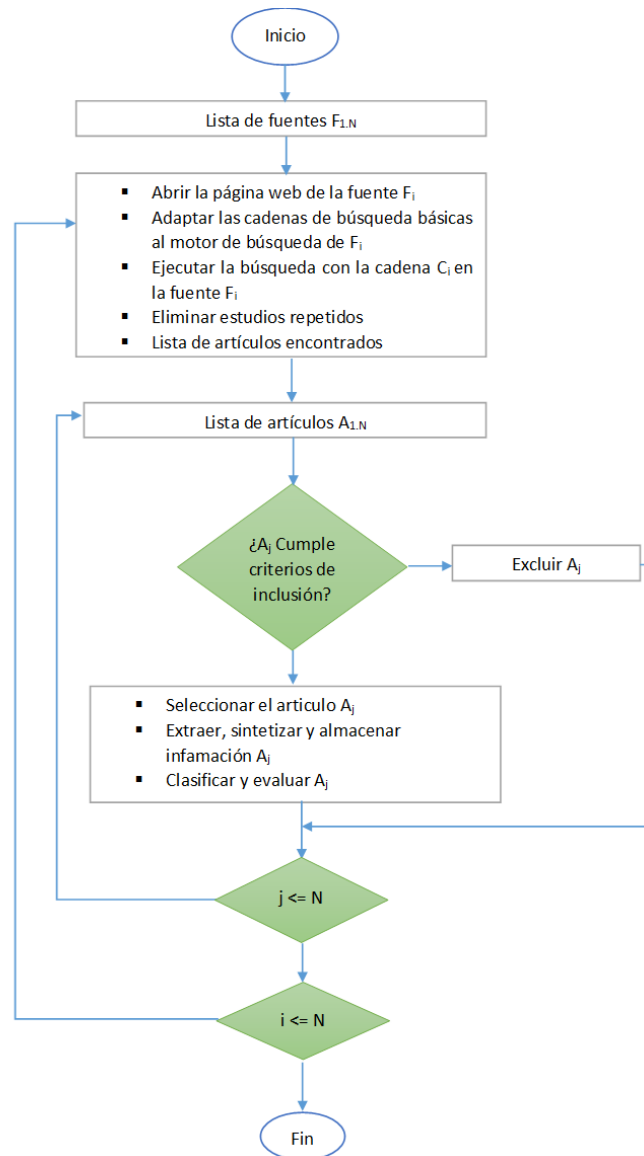 Inicio
Lista de fuentes F1.N
▪ Abrir la página web de la fuente Fi
▪ Adaptar las cadenas de búsqueda básicas
al motor de búsqueda de Fi
▪ Ejecutar la búsqueda con la cadena Ci en
la fuente Fi
▪ Eliminar estudios repetidos
▪ Lista de artículos encontrados
Lista de artículos A1.N
¿Aj Cumple
criterios de
inclusión?
Excluir Aj
▪ Seleccionar el articulo Aj
▪ Extraer, sintetizar y almacenar
infamación Aj
▪ Clasificar y evaluar Aj
j <= N
i <= N
Fin